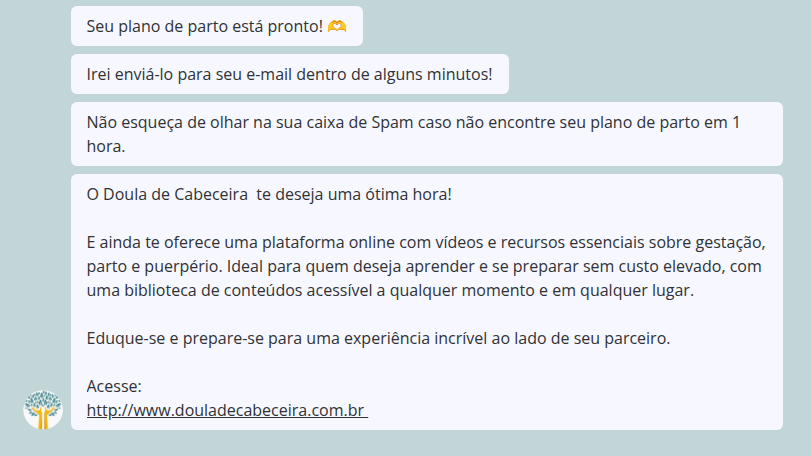 Seu plano de parto está pronto! 🫶
Irei enviá-lo para seu e-mail dentro de alguns minutos!
Não esqueça de olhar na sua caixa de Spam caso não encontre seu plano de parto em 1
hora.
O Doula de Cabeceira  te deseja uma ótima hora!
E ainda te oferece uma plataforma online com vídeos e recursos essenciais sobre gestação,
parto e puerpério. Ideal para quem deseja aprender e se preparar sem custo elevado, com
uma biblioteca de conteúdos acessível a qualquer momento e em qualquer lugar.
Eduque-se e prepare-se para uma experiência incrível ao lado de seu parceiro.
Acesse:
http://www.douladecabeceira.com.br